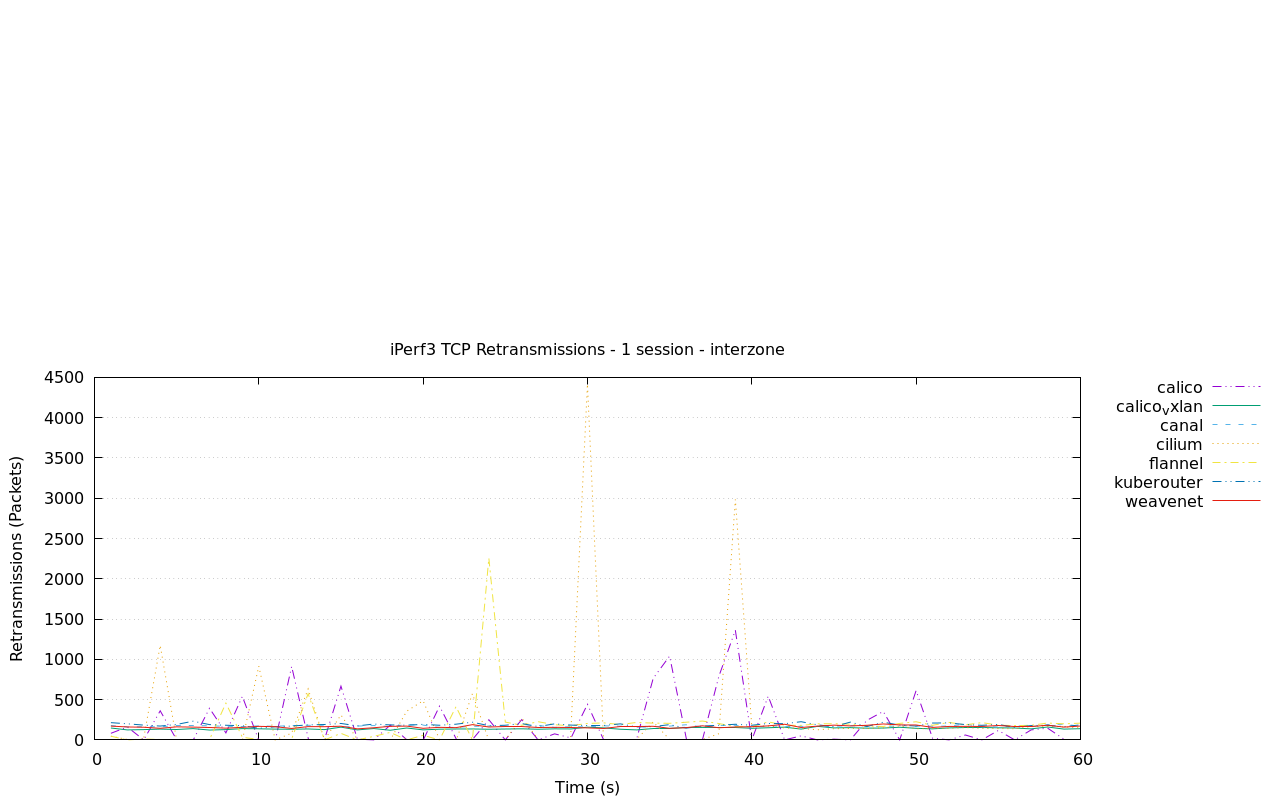 iPerf3 TCP Retransmissions - 1 session - interzone
Retransmissions (Packets)
4500
4000
3500
3000
2500
2000
1500
1000
500
0
0 10 20 30 40 50 60
Time (s)
calico
calicovxlan
canal
cilium
flannel
kuberouter
weavenet